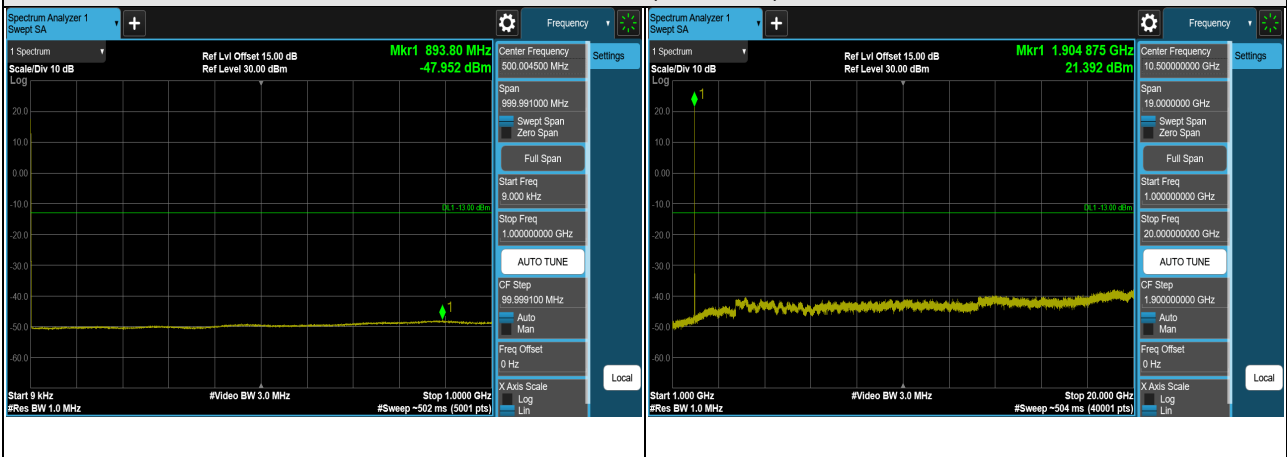 Spectrum Analyzer 1
Swept SA
+
Frequency
1 Spectrum
Scale/Div 10 dB
Ref Lvl Offset 15.00 dB
Ref Level 30.00 dBm
Mkr1 893.80 MHz
-47.952 dBm
Log
20.0
10.0
0.00
-10.0
-20.0
-30.0
-40.0
-50.0
-60.0
DL1 -13.00 dBm
1
Start 9 kHz
#Res BW 1.0 MHz
#Video BW 3.0 MHz
Stop 1.0000 GHz
#Sweep ~502 ms (5001 pts)
Center Frequency
500.004500 MHz
Span
999.991000 MHz
Swept Span
Zero Span
Full Span
Start Freq
9.000 kHz
Stop Freq
1.000000000 GHz
AUTO TUNE
CF Step
99.999100 MHz
Auto
Man
Freq Offset
0 Hz
X Axis Scale
Log
Lin
Settings
Local
Spectrum Analyzer 1
Swept SA
+
Frequency
1 Spectrum
Scale/Div 10 dB
Ref Lvl Offset 15.00 dB
Ref Level 30.00 dBm
Mkr1 1.904 875 GHz
21.392 dBm
Log
20.0
10.0
0.00
-10.0
-20.0
-30.0
-40.0
-50.0
-60.0
1
DL1 -13.00 dBm
Start 1.000 GHz
#Res BW 1.0 MHz
#Video BW 3.0 MHz
Stop 20.000 GHz
#Sweep ~504 ms (40001 pts)
Center Frequency
10.500000000 GHz
Span
19.0000000 GHz
Swept Span
Zero Span
Full Span
Start Freq
1.000000000 GHz
Stop Freq
20.000000000 GHz
AUTO TUNE
CF Step
1.900000000 GHz
Auto
Man
Freq Offset
0 Hz
X Axis Scale
Log
Lin
Settings
Local